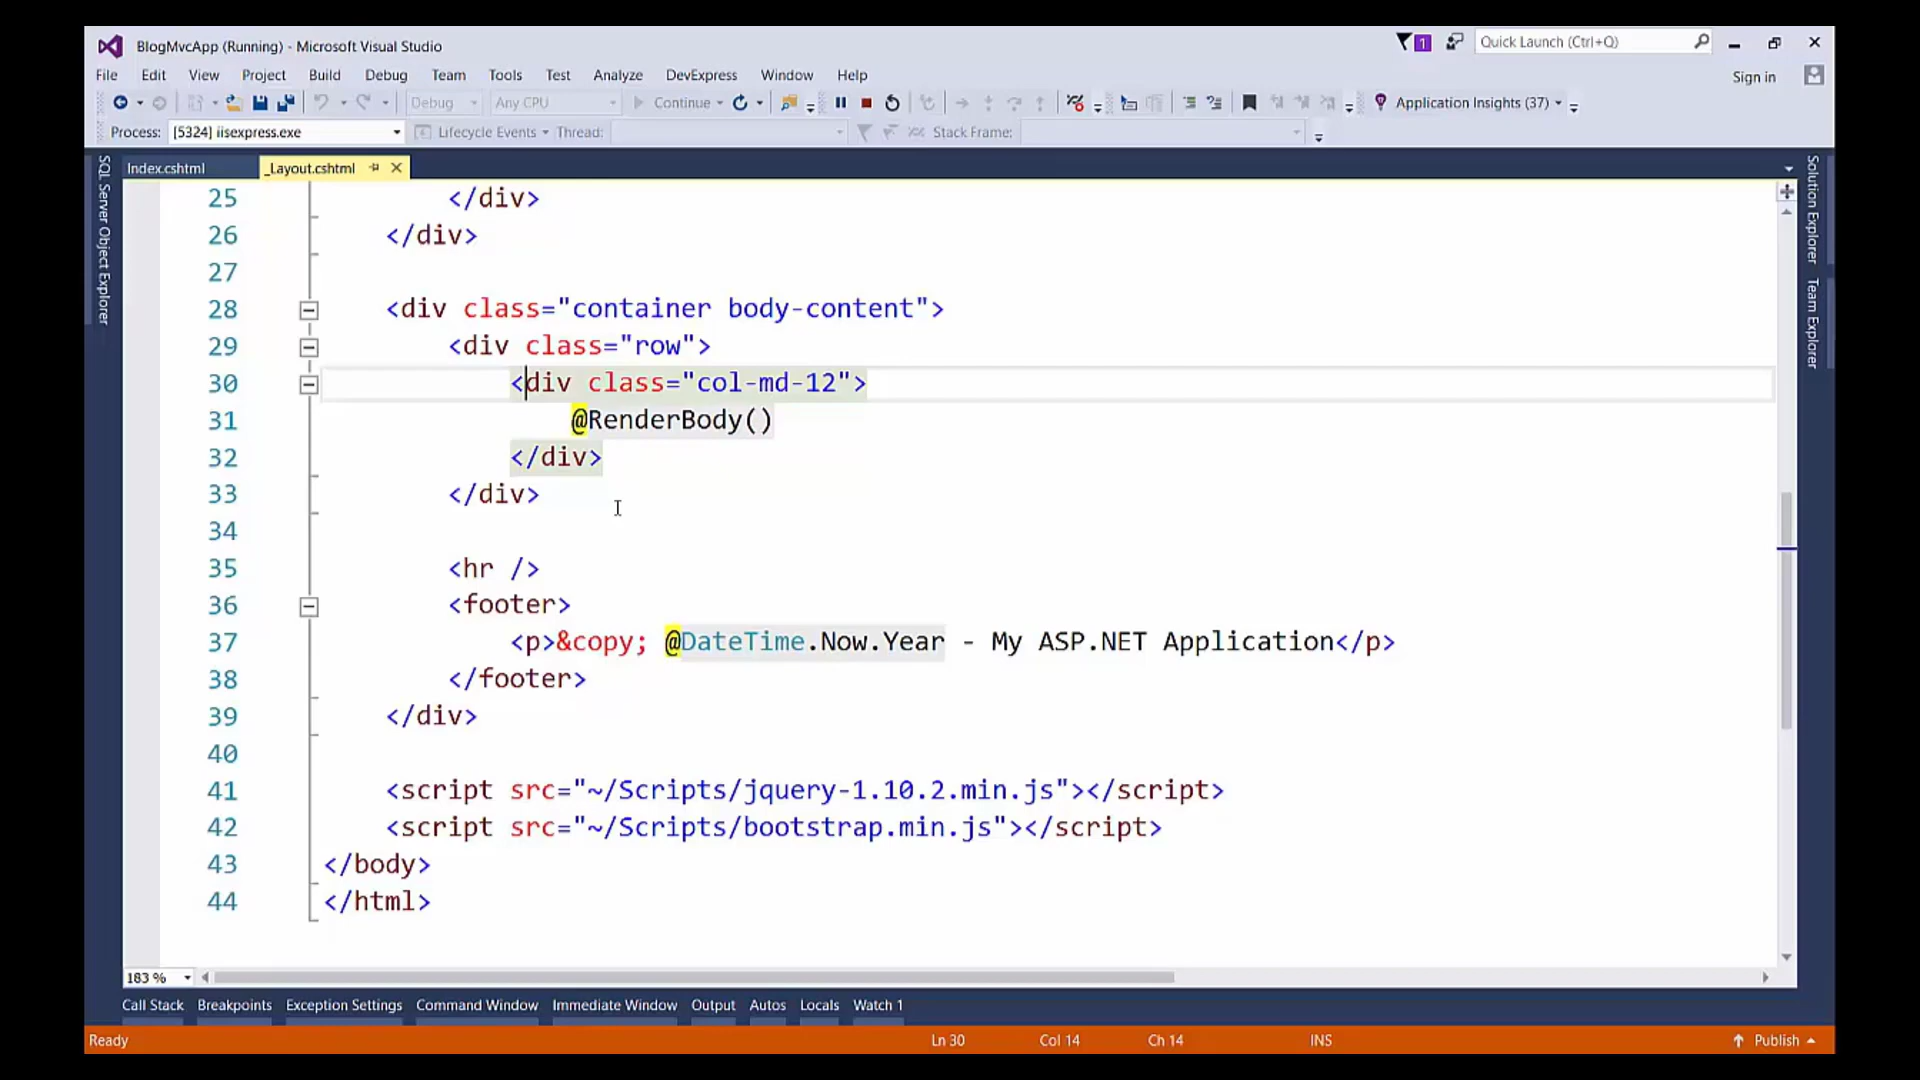 BlogMvcApp (Running) - Microsoft Visual Studio
1
Quick Launch (Ctrl+Q)
File Edit View Project Build Debug Team Tools Test Analyze DevExpress Window Help
Sign in
Debug Any CPU Continue Application Insights (37)
Process: [5324] iisexpress.exe Lifecycle Events Thread: Stack Frame:
SQL Server Object Explorer
Index.cshtml _Layout.cshtml
Solution Explorer
Team Explorer
25 </div>
26 </div>
27
28 <div class="container body-content">
29 <div class="row">
30 <div class="col-md-12">
31 @RenderBody()
32 </div>
33 </div>
34
35 <hr />
36 <footer>
37 <p>&copy; @DateTime.Now.Year - My ASP.NET Application</p>
38 </footer>
39 </div>
40
41 <script src="~/Scripts/jquery-1.10.2.min.js"></script>
42 <script src="~/Scripts/bootstrap.min.js"></script>
43 </body>
44 </html>
183 %
Call Stack Breakpoints Exception Settings Command Window Immediate Window Output Autos Locals Watch 1
Ready Ln 30 Col 14 Ch 14 INS Publish